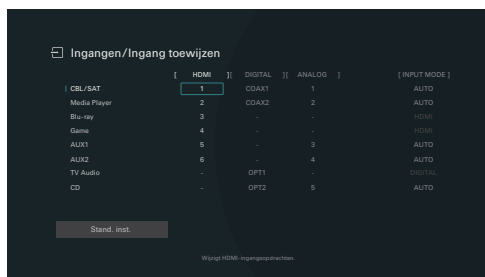 Ingangen/Ingang toewijzen
[ HDMI ][ DIGITAL ][ ANALOG ] [ INPUT MODE ]
CBL/SAT 1 COAX1 1 AUTO
Media Player 2 COAX2 2 AUTO
Blu-ray 3 - - HDMI
Game 4 - - HDMI
AUX1 5 - 3 AUTO
AUX2 6 - 4 AUTO
TV Audio - OPT1 - DIGITAL
CD - OPT2 5 AUTO
Stand. inst.
Wijzigt HDMI-ingangsopdrachten.